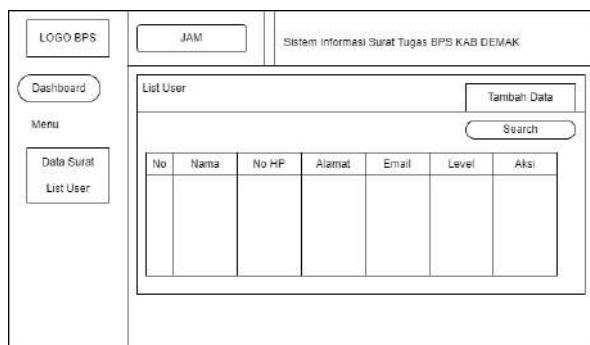 LOGO BPS
JAM
Sistem Informasi Surat Tugas BPS KAB DEMAK
Dashboard
Menu
Data Surat
List User
List User
Tambah Data
Search
No Nama No HP Alamat Email Level Aksi